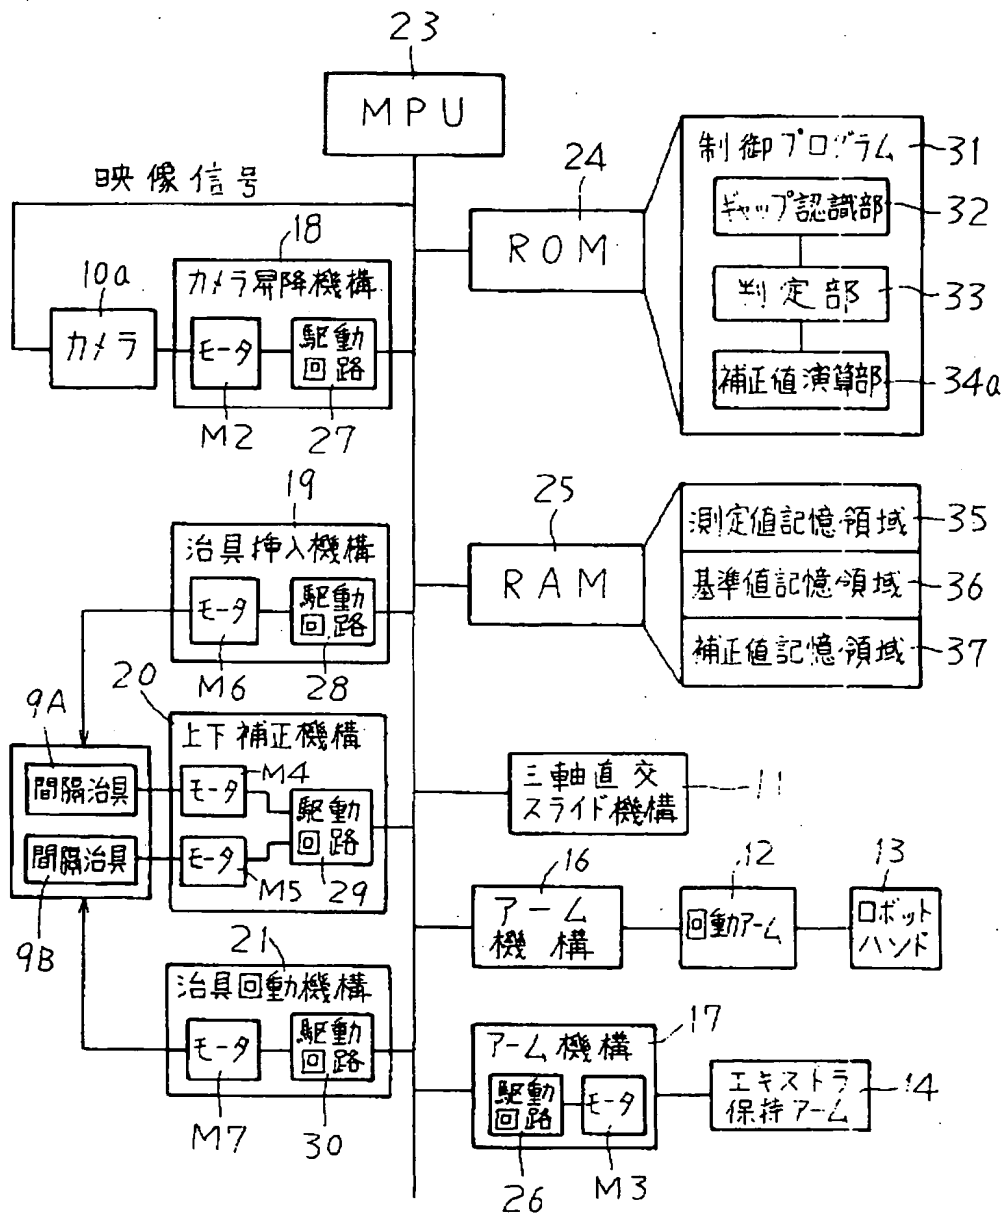 23
MPU
映像信号
24
ROM
制御プログラム
31
ギャップ認識部
32
判定部
33
補正値演算部
34a
18
カメラ昇降機構
10a
カメラ
モータ
駆動
回路
M2
27
25
RAM
測定値記憶領域
35
基準値記憶領域
36
補正値記憶領域
37
19
治具挿入機構
モータ
駆動
回路
M6
28
20
上下補正機構
9A
間隔治具
間隔治具
9B
M4
モータ
モータ
M5
駆動
回路
29
三軸直交
スライド機構
11
16
アーム
機構
12
回動アーム
13
ロボット
ハンド
21
治具回動機構
モータ
駆動
回路
M7
30
17
アーム機構
駆動
回路
モータ
26
M3
エキストラ
保持アーム
14